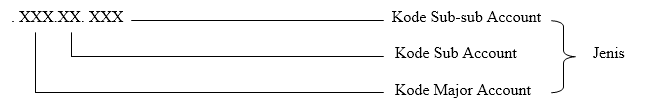 . XXX.XX. XXX Kode Sub-sub Account
Kode Sub Account Jenis
Kode Major Account